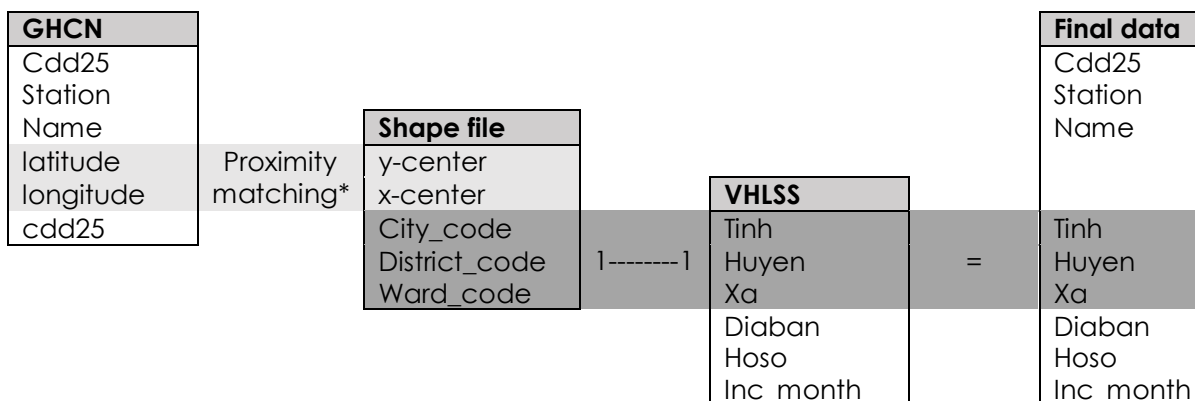 GHCN
Cdd25
Station
Name
latitude
longitude
cdd25
Proximity
matching*
Shape file
y-center
x-center
City_code
District_code
Ward_code
1--------1
VHLSS
Tinh
Huyen
Xa
Diaban
Hoso
Inc_month
=
Final data
Cdd25
Station
Name
Tinh
Huyen
Xa
Diaban
Hoso
Inc_month